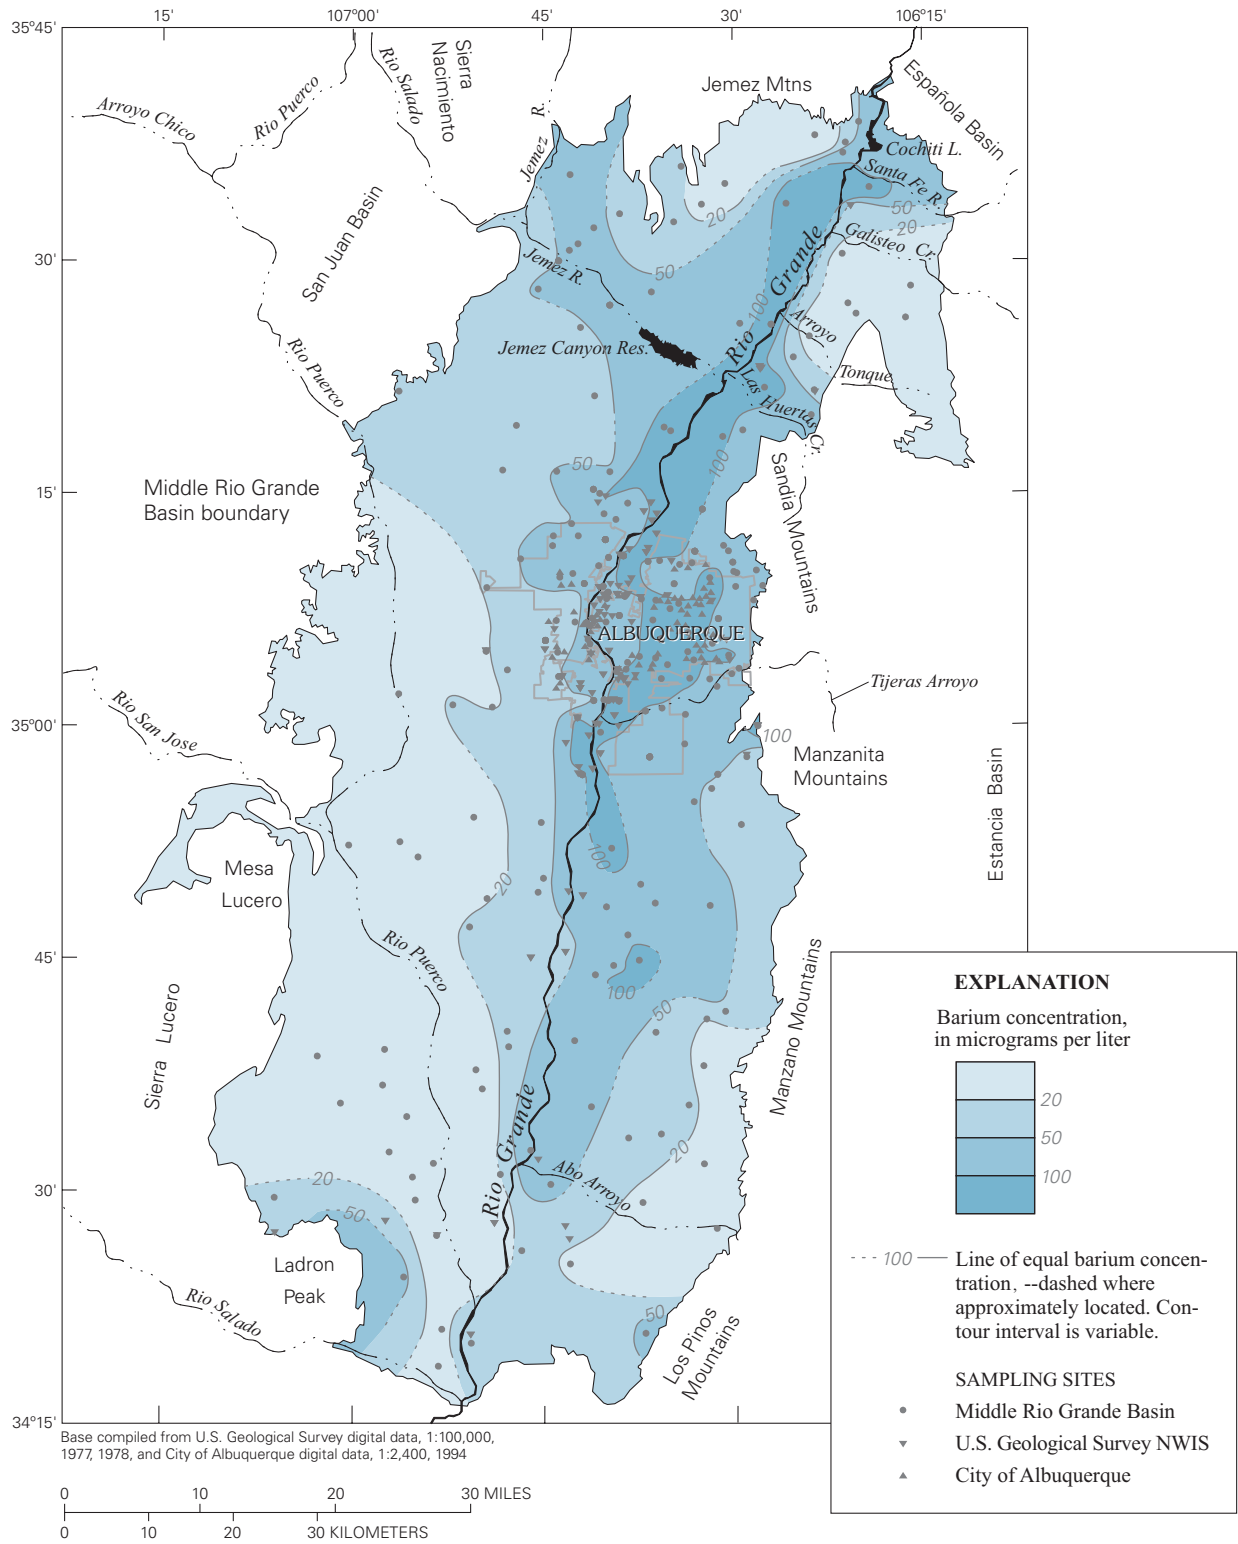 15'
107°00'
45'
30'
106°15'
35°45'
Sierra
Nacimiento
Rio Salado
Rio Puerco
Arroyo Chico
Jemez R.
Jemez Mtns
Española Basin
Cochiti L.
Santa Fe R.
50
20
20
Galisteo Cr.
San Juan Basin
30'
Jemez R.
50
Rio Grande
100
Arroyo
Tonque
Jemez Canyon Res.
Las Huertas Cr.
Rio Puerco
50
100
Sandia Mountains
15'
Middle Rio Grande
Basin boundary
ALBUQUERQUE
Tijeras Arroyo
Rio San Jose
35°00'
100
Manzanita
Mountains
Estancia Basin
Mesa
Lucero
100
20
Rio Puerco
45'
100
50
Manzano Mountains
Sierra Lucero
Rio Grande
20
30'
20
50
Abo Arroyo
Ladron
Peak
Rio Salado
50
Los Pinos
Mountains
34°15'
EXPLANATION
Barium concentration,
in micrograms per liter
20
50
100
100
Line of equal barium concen-
tration, --dashed where
approximately located. Con-
tour interval is variable.
SAMPLING SITES
Middle Rio Grande Basin
U.S. Geological Survey NWIS
City of Albuquerque
Base compiled from U.S. Geological Survey digital data, 1:100,000,
1977, 1978, and City of Albuquerque digital data, 1:2,400, 1994
0 10 20 30 MILES
0 10 20 30 KILOMETERS